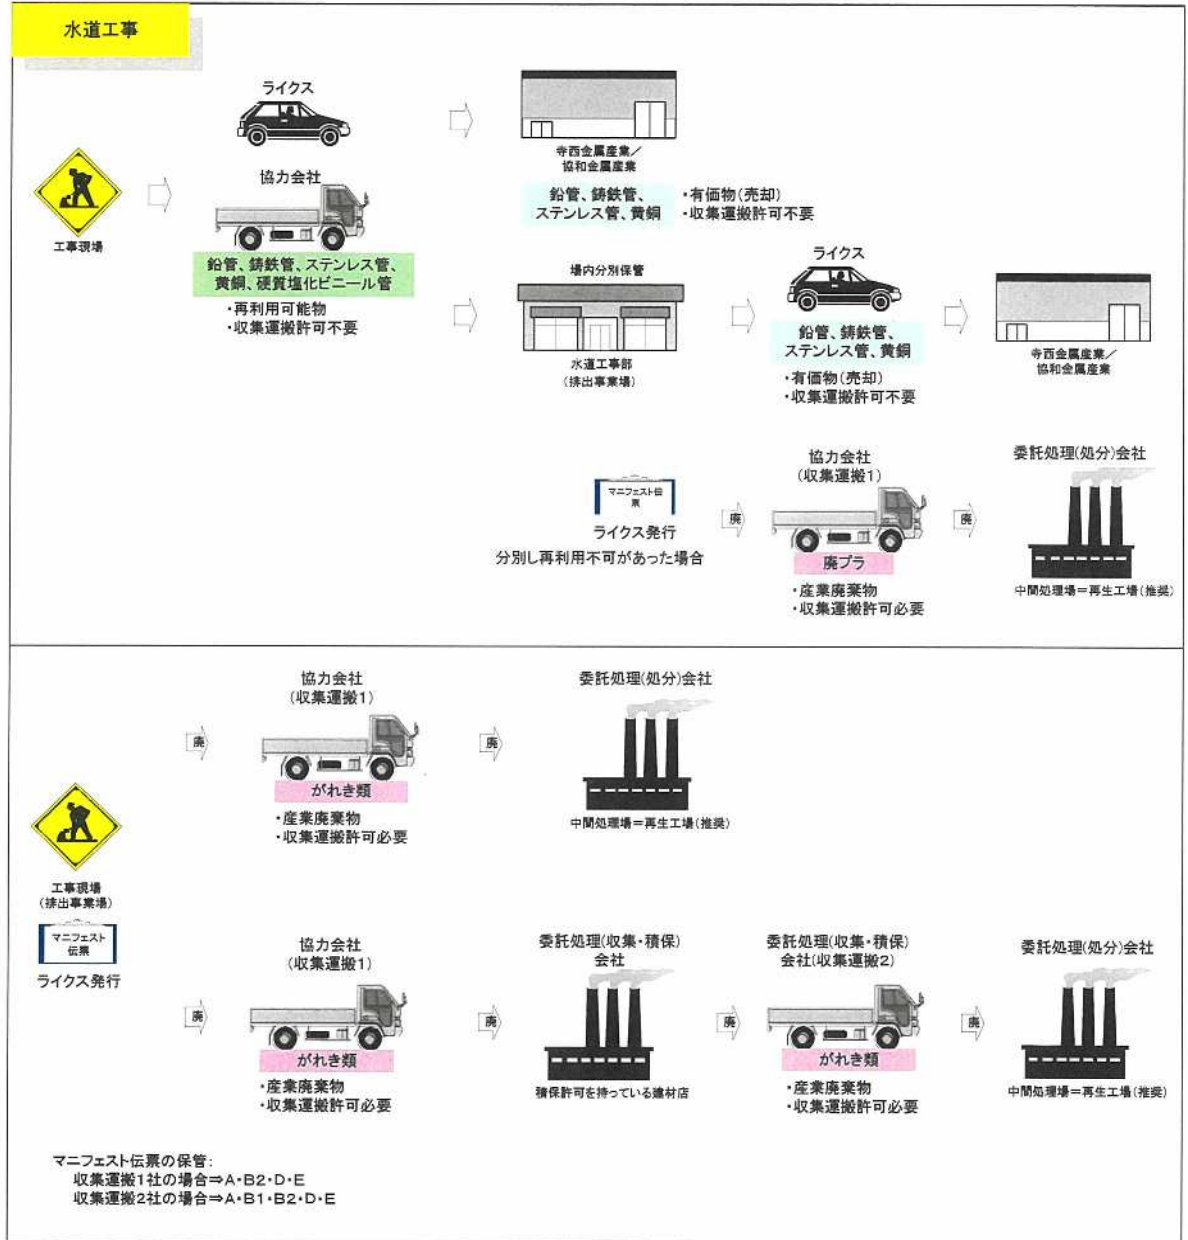 水道工事
ライクス
寺西金属産業／
協和金属産業
工事現場
協力会社
鉛管、鋳鉄管、ステンレス管、
黄銅、硬質塩化ビニール管
・再利用可能物
・収集運搬許可不要
鉛管、鋳鉄管、
ステンレス管、黄銅
・有価物(売却)
・収集運搬許可不要
場内分別保管
水道工事部
(排出事業場)
ライクス
鉛管、鋳鉄管、
ステンレス管、黄銅
・有価物(売却)
・収集運搬許可不要
寺西金属産業／
協和金属産業
マニフェスト伝
票
ライクス発行
分別し再利用不可があった場合
廃
協力会社
(収集運搬1)
廃プラ
・産業廃棄物
・収集運搬許可必要
廃
委託処理(処分)会社
中間処理場＝再生工場(推奨)
工事現場
(排出事業場)
マニフェスト
伝票
ライクス発行
廃
協力会社
(収集運搬1)
がれき類
・産業廃棄物
・収集運搬許可必要
廃
委託処理(処分)会社
中間処理場＝再生工場(推奨)
廃
協力会社
(収集運搬1)
がれき類
・産業廃棄物
・収集運搬許可必要
廃
委託処理(収集・積保)
会社
積保許可を持っている建材店
廃
委託処理(収集・積保)
会社(収集運搬2)
がれき類
・産業廃棄物
・収集運搬許可必要
廃
委託処理(処分)会社
中間処理場＝再生工場(推奨)
マニフェスト伝票の保管:
収集運搬1社の場合⇒A・B2・D・E
収集運搬2社の場合⇒A・B1・B2・D・E